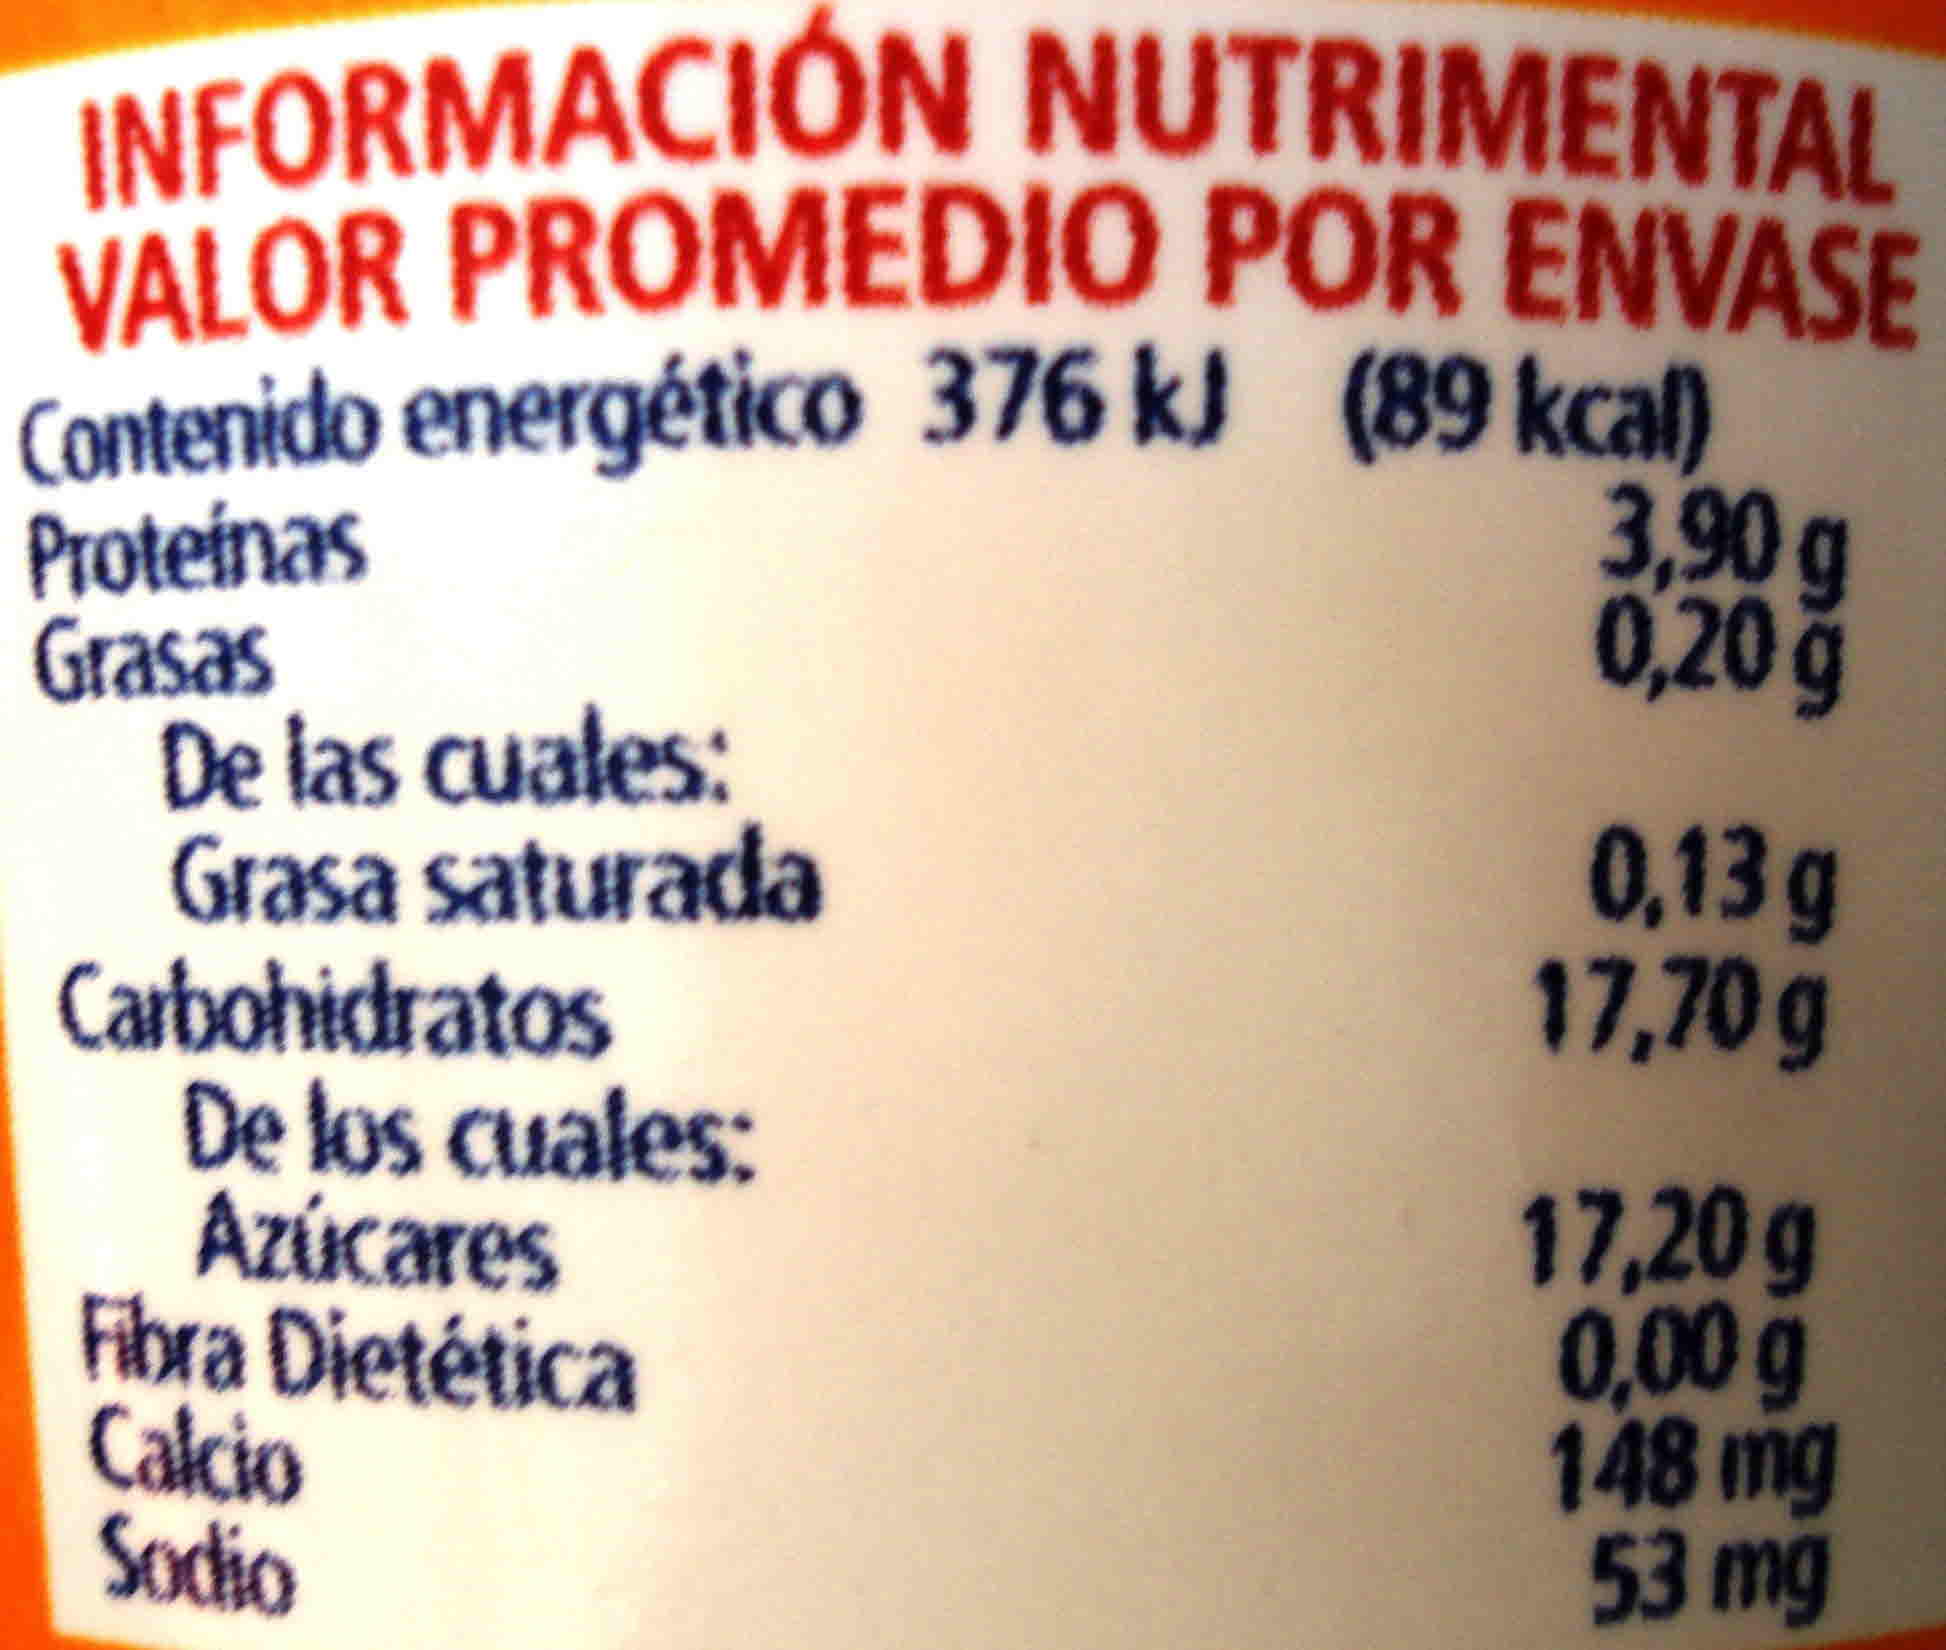 INFORMACIÓN NUTRIMENTAL
VALOR PROMEDIO POR ENVASE
Contenido energético 376 kJ (89 kcal)
Proteínas 3,90 g
Grasas 0,20 g
De las cuales:
Grasa saturada 0,13 g
Carbohidratos 17,70 g
De los cuales:
Azúcares 17,20 g
Fibra Dietética 0,00 g
Calcio 148 mg
Sodio 53 mg